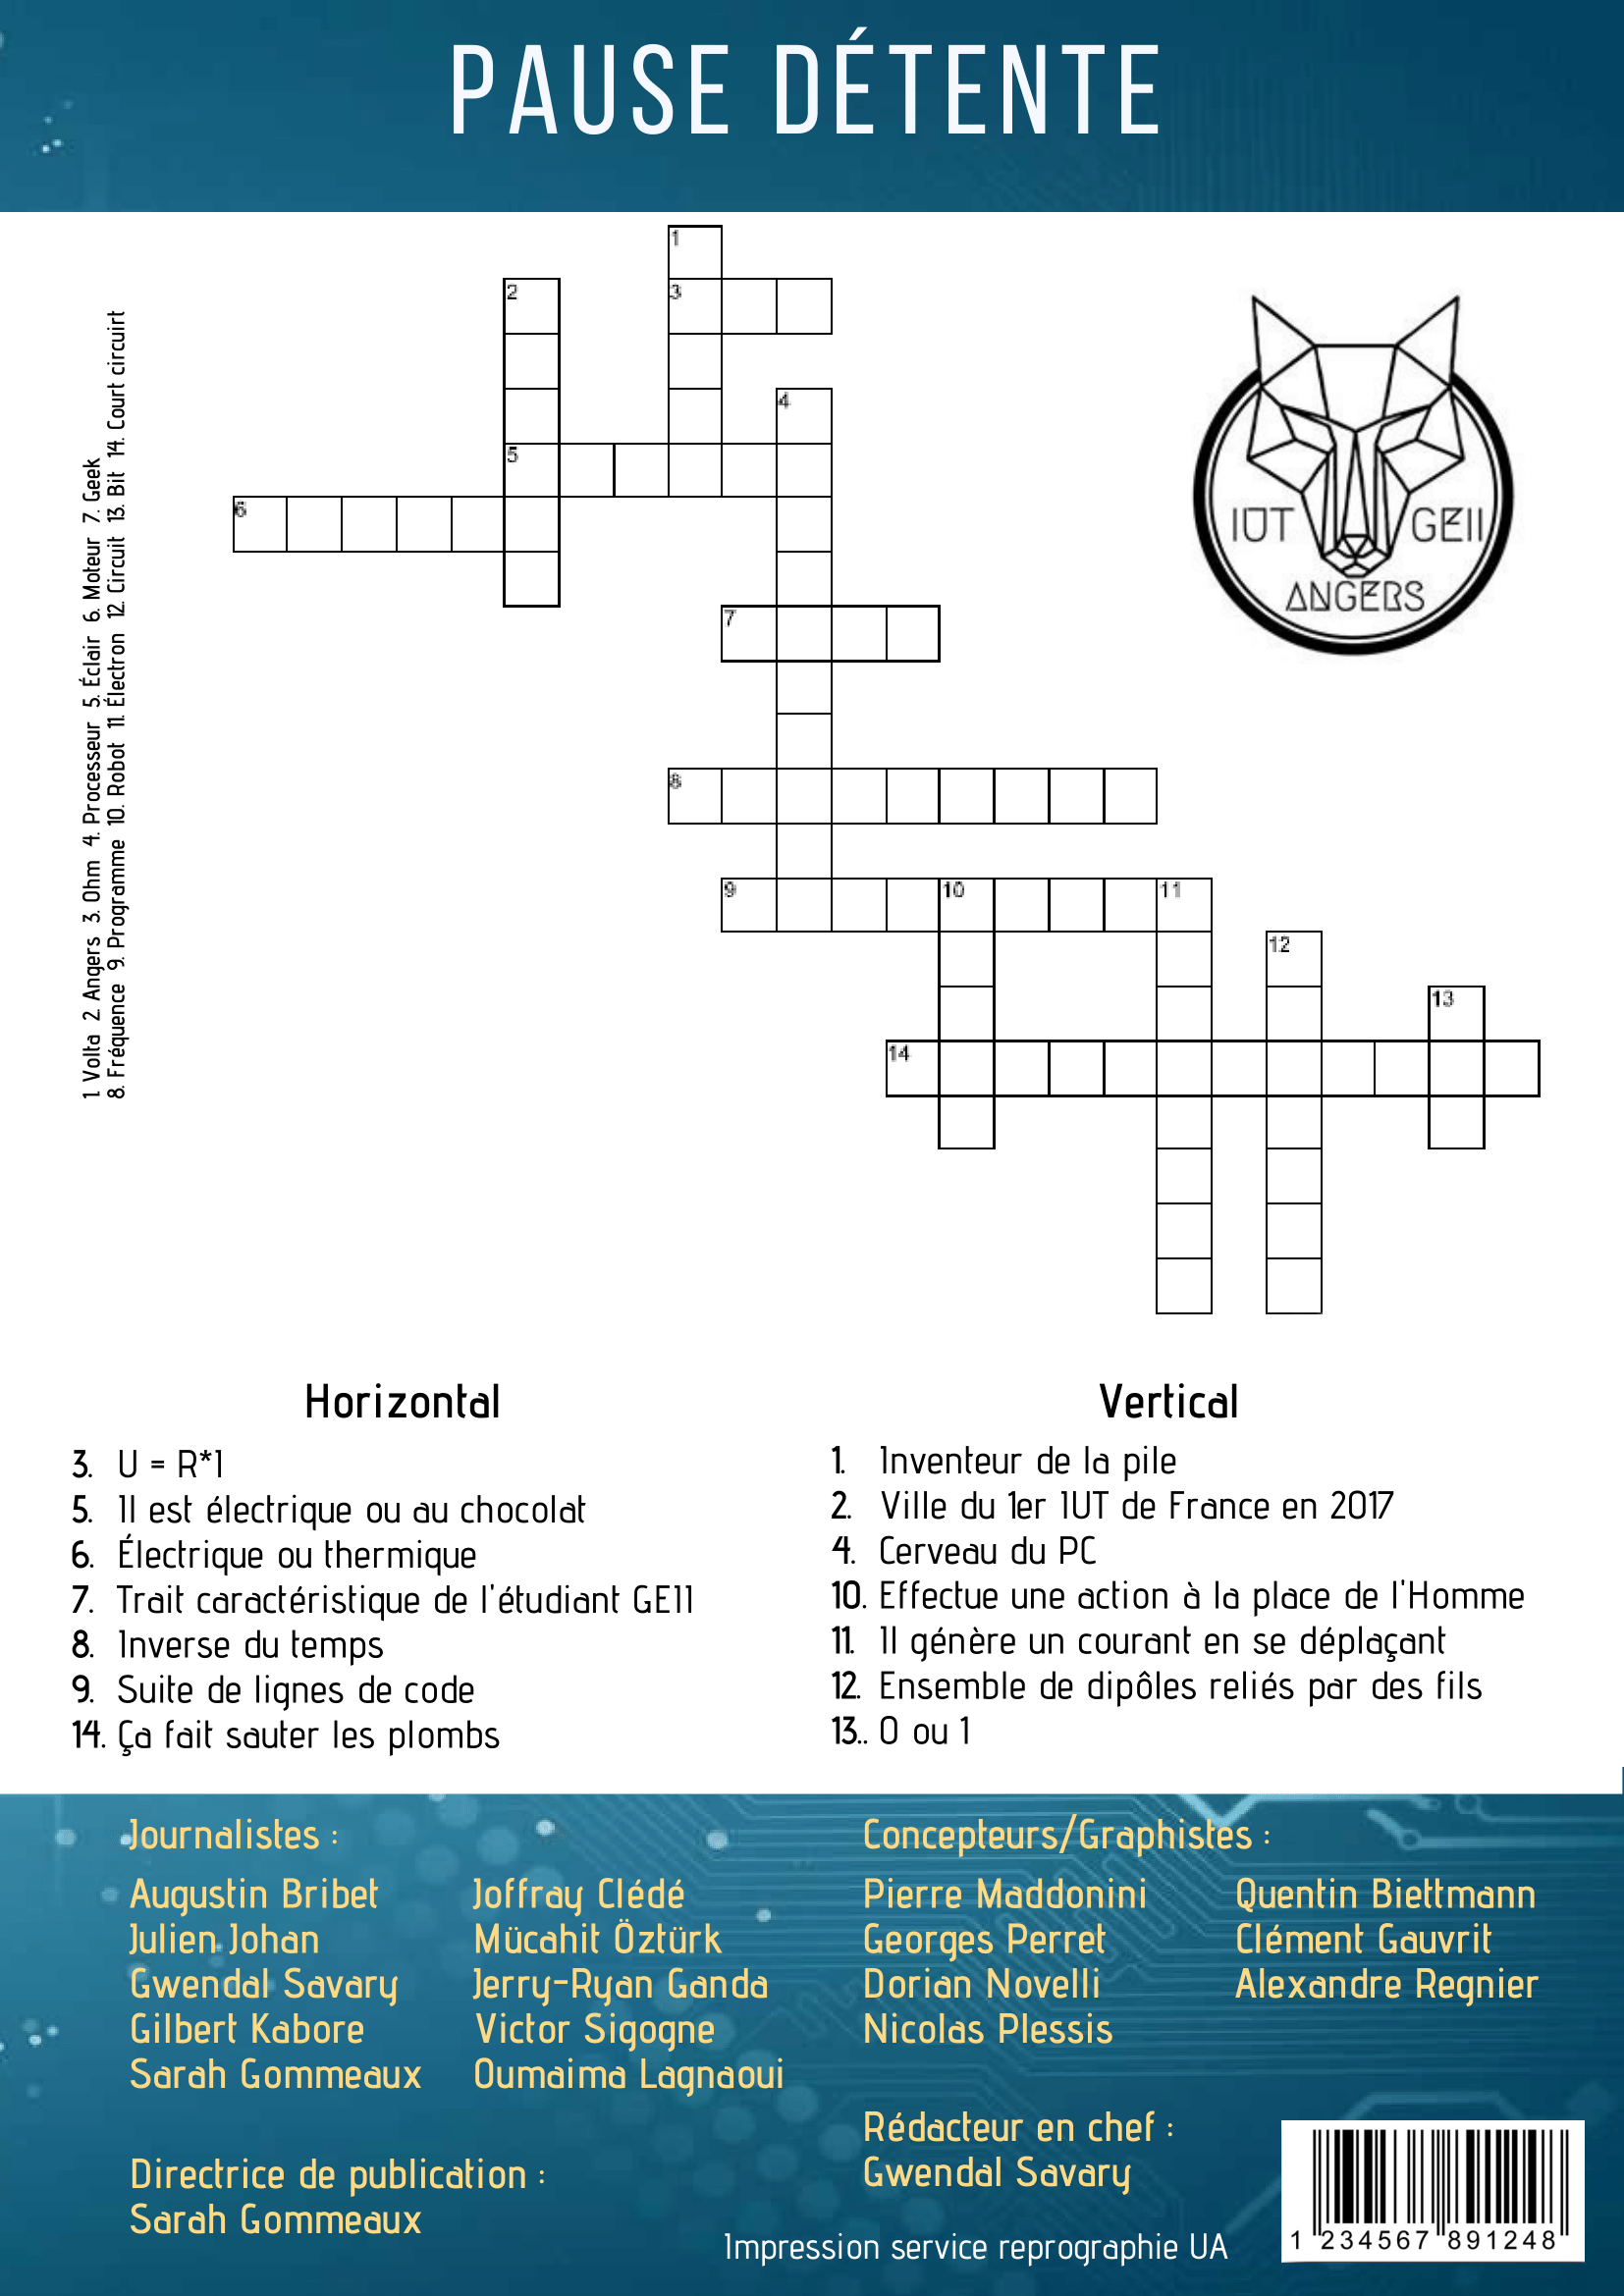 PAUSE DÉTENTE
1
2
3
4
5
6
7
8
9
10
11
12
13
14
1. Volta 2. Angers 3. Ohm 4. Processeur 5. Éclair 6. Moteur 7. Geek
8. Fréquence 9. Programme 10. Robot 11. Électron 12. Circuit 13. Bit 14. Court circuirt
IUT GEII
ANGERS
Horizontal
3. U = R*I
5. Il est électrique ou au chocolat
6. Électrique ou thermique
7. Trait caractéristique de l'étudiant GEII
8. Inverse du temps
9. Suite de lignes de code
14. Ça fait sauter les plombs
Vertical
1. Inventeur de la pile
2. Ville du 1er IUT de France en 2017
4. Cerveau du PC
10. Effectue une action à la place de l'Homme
11. Il génère un courant en se déplaçant
12. Ensemble de dipôles reliés par des fils
13.. 0 ou 1
Journalistes :
Augustin Bribet
Julien Johan
Gwendal Savary
Gilbert Kabore
Sarah Gommeaux
Joffray Clédé
Mücahit Öztürk
Jerry-Ryan Ganda
Victor Sigogne
Oumaima Lagnaoui
Directrice de publication :
Sarah Gommeaux
Concepteurs/Graphistes :
Pierre Maddonini
Georges Perret
Dorian Novelli
Nicolas Plessis
Quentin Biettmann
Clément Gauvrit
Alexandre Regnier
Rédacteur en chef :
Gwendal Savary
Impression service reprographie UA
1 234567 891248